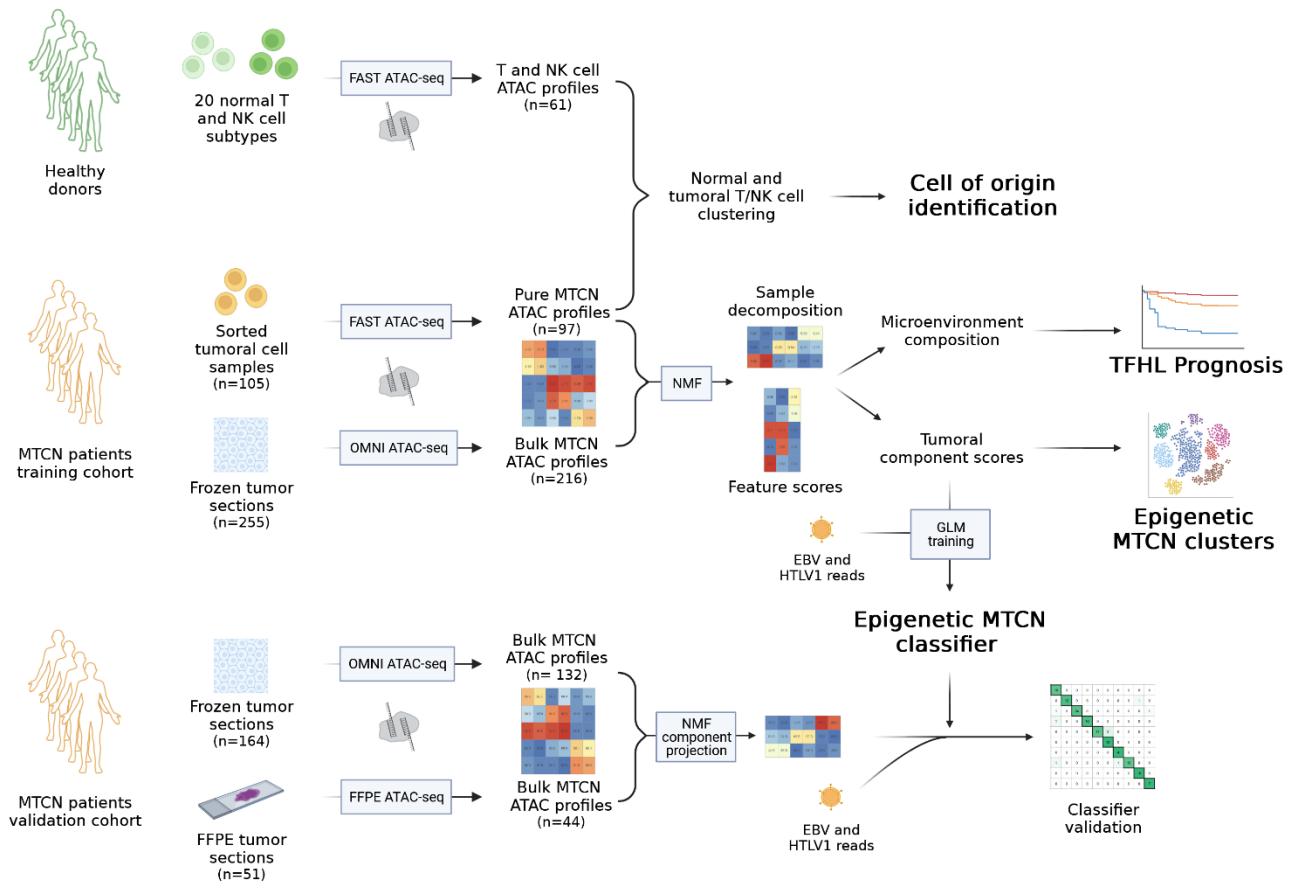 20 normal T
and NK cell
subtypes
Healthy
donors
FAST ATAC-seq
T and NK cell
ATAC profiles
(n=61)
Normal and
tumoral T/NK cell
clustering
Cell of origin
identification
MTCN patients
training cohort
Sorted
tumoral cell
samples
(n=105)
Frozen tumor
sections
(n=255)
FAST ATAC-seq
OMNI ATAC-seq
Pure MTCN
ATAC profiles
(n=97)
Bulk MTCN
ATAC profiles
(n=216)
NMF
Sample
decomposition
Feature scores
Microenvironment
composition
TFHL Prognosis
Tumoral
component scores
Epigenetic
MTCN clusters
EBV and
HTLV1 reads
GLM
training
Epigenetic MTCN
classifier
MTCN patients
validation cohort
Frozen tumor
sections
(n=164)
FFPE tumor
sections
(n=51)
OMNI ATAC-seq
FFPE ATAC-seq
Bulk MTCN
ATAC profiles
(n= 132)
Bulk MTCN
ATAC profiles
(n=44)
NMF
component
projection
EBV and
HTLV1 reads
Classifier
validation